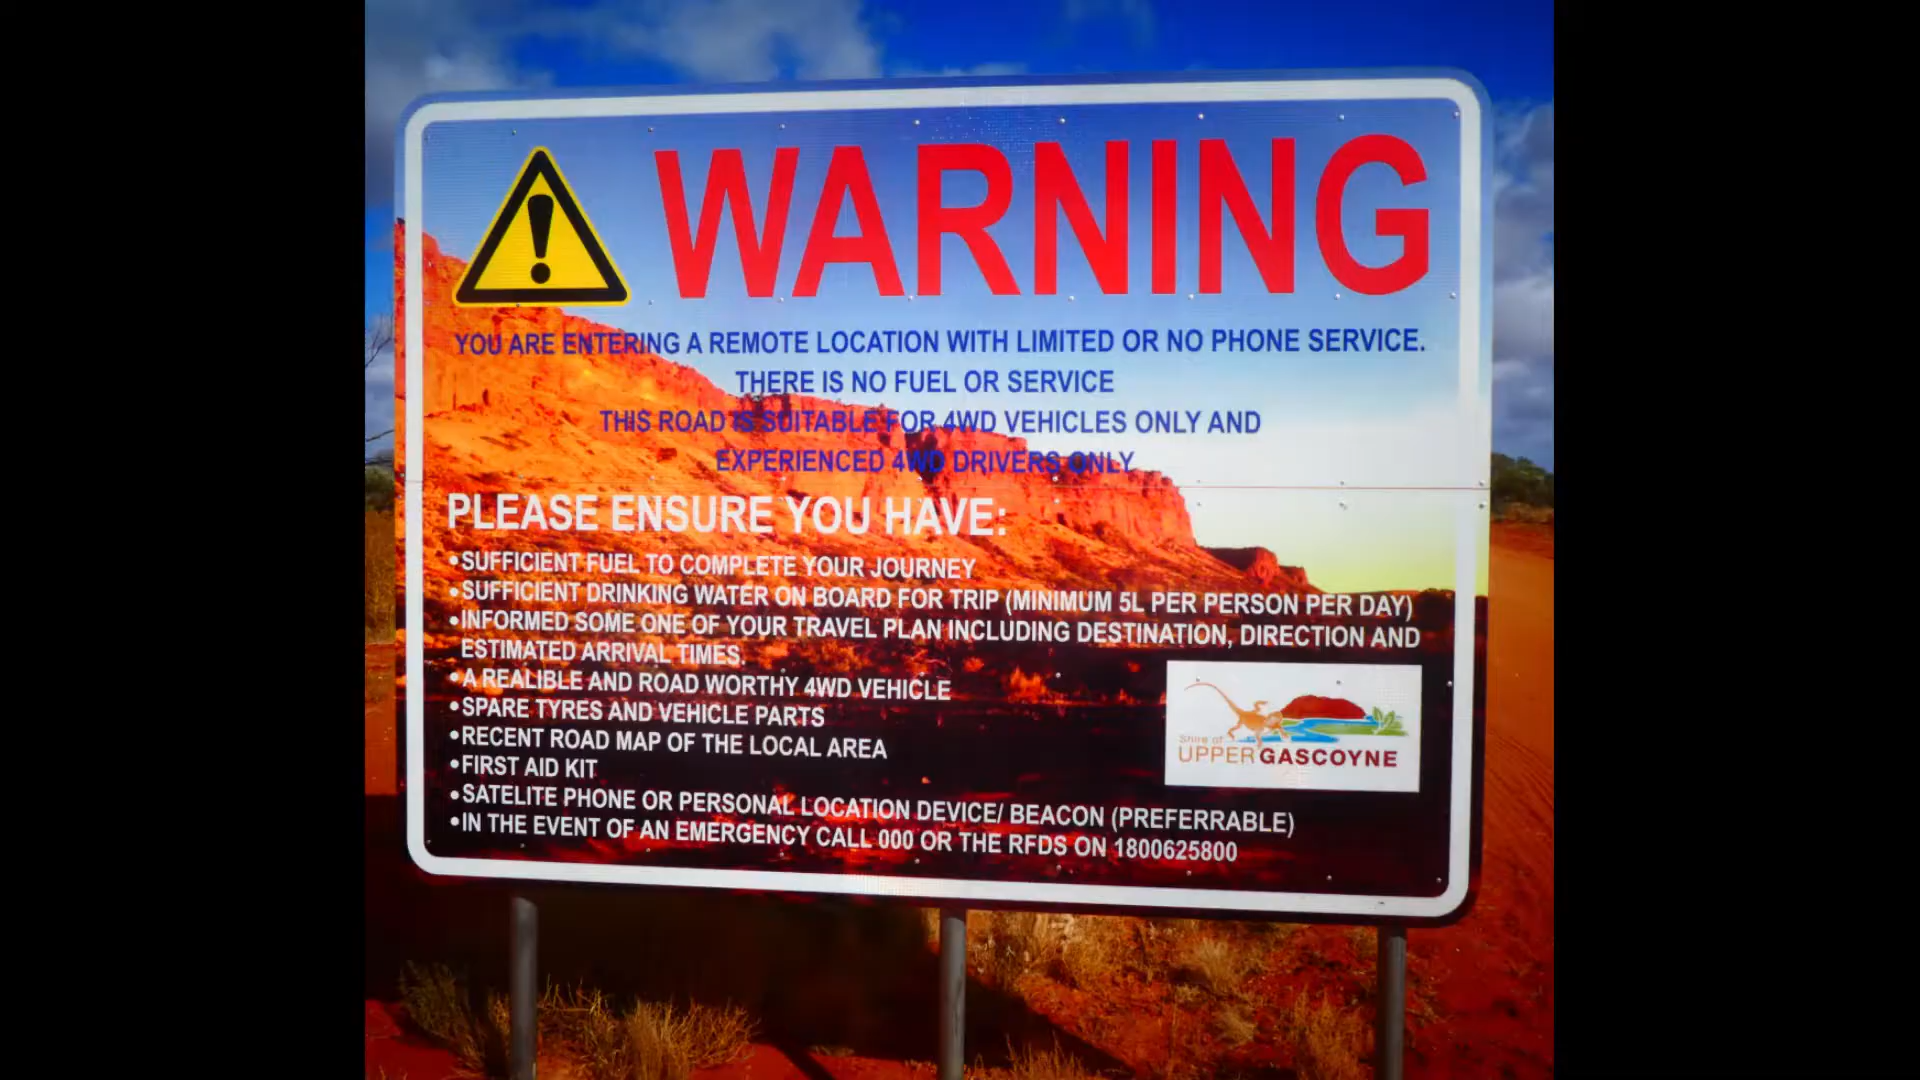 WARNING
YOU ARE ENTERING A REMOTE LOCATION WITH LIMITED OR NO PHONE SERVICE.
THERE IS NO FUEL OR SERVICE
THIS ROAD IS SUITABLE FOR 4WD VEHICLES ONLY AND
EXPERIENCED 4WD DRIVERS ONLY
PLEASE ENSURE YOU HAVE:
•SUFFICIENT FUEL TO COMPLETE YOUR JOURNEY
•SUFFICIENT DRINKING WATER ON BOARD FOR TRIP (MINIMUM 5L PER PERSON PER DAY)
•INFORMED SOME ONE OF YOUR TRAVEL PLAN INCLUDING DESTINATION, DIRECTION AND
ESTIMATED ARRIVAL TIMES.
•A REALIBLE AND ROAD WORTHY 4WD VEHICLE
•SPARE TYRES AND VEHICLE PARTS
•RECENT ROAD MAP OF THE LOCAL AREA
•FIRST AID KIT
•SATELITE PHONE OR PERSONAL LOCATION DEVICE/ BEACON (PREFERRABLE)
•IN THE EVENT OF AN EMERGENCY CALL 000 OR THE RFDS ON 1800625800
Shire of
UPPER GASCOYNE